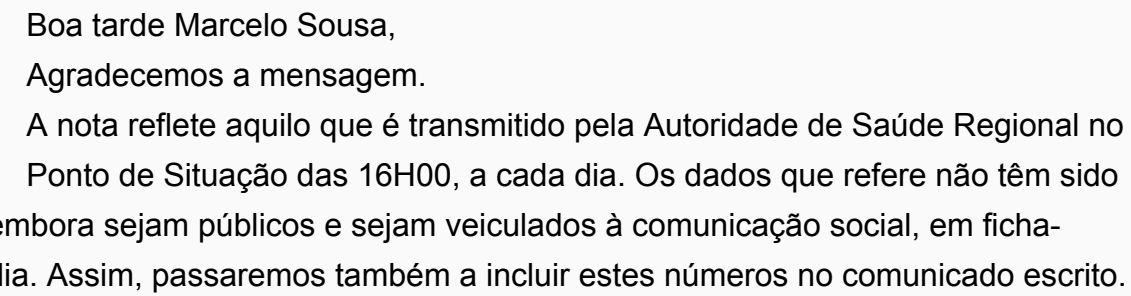 Boa tarde Marcelo Sousa,
Agradecemos a mensagem.
A nota reflete aquilo que é transmitido pela Autoridade de Saúde Regional no
Ponto de Situação das 16H00, a cada dia. Os dados que refere não têm sido
embora sejam públicos e sejam veiculados à comunicação social, em ficha-
Assim, passaremos também a incluir estes números no comunicado escrito.